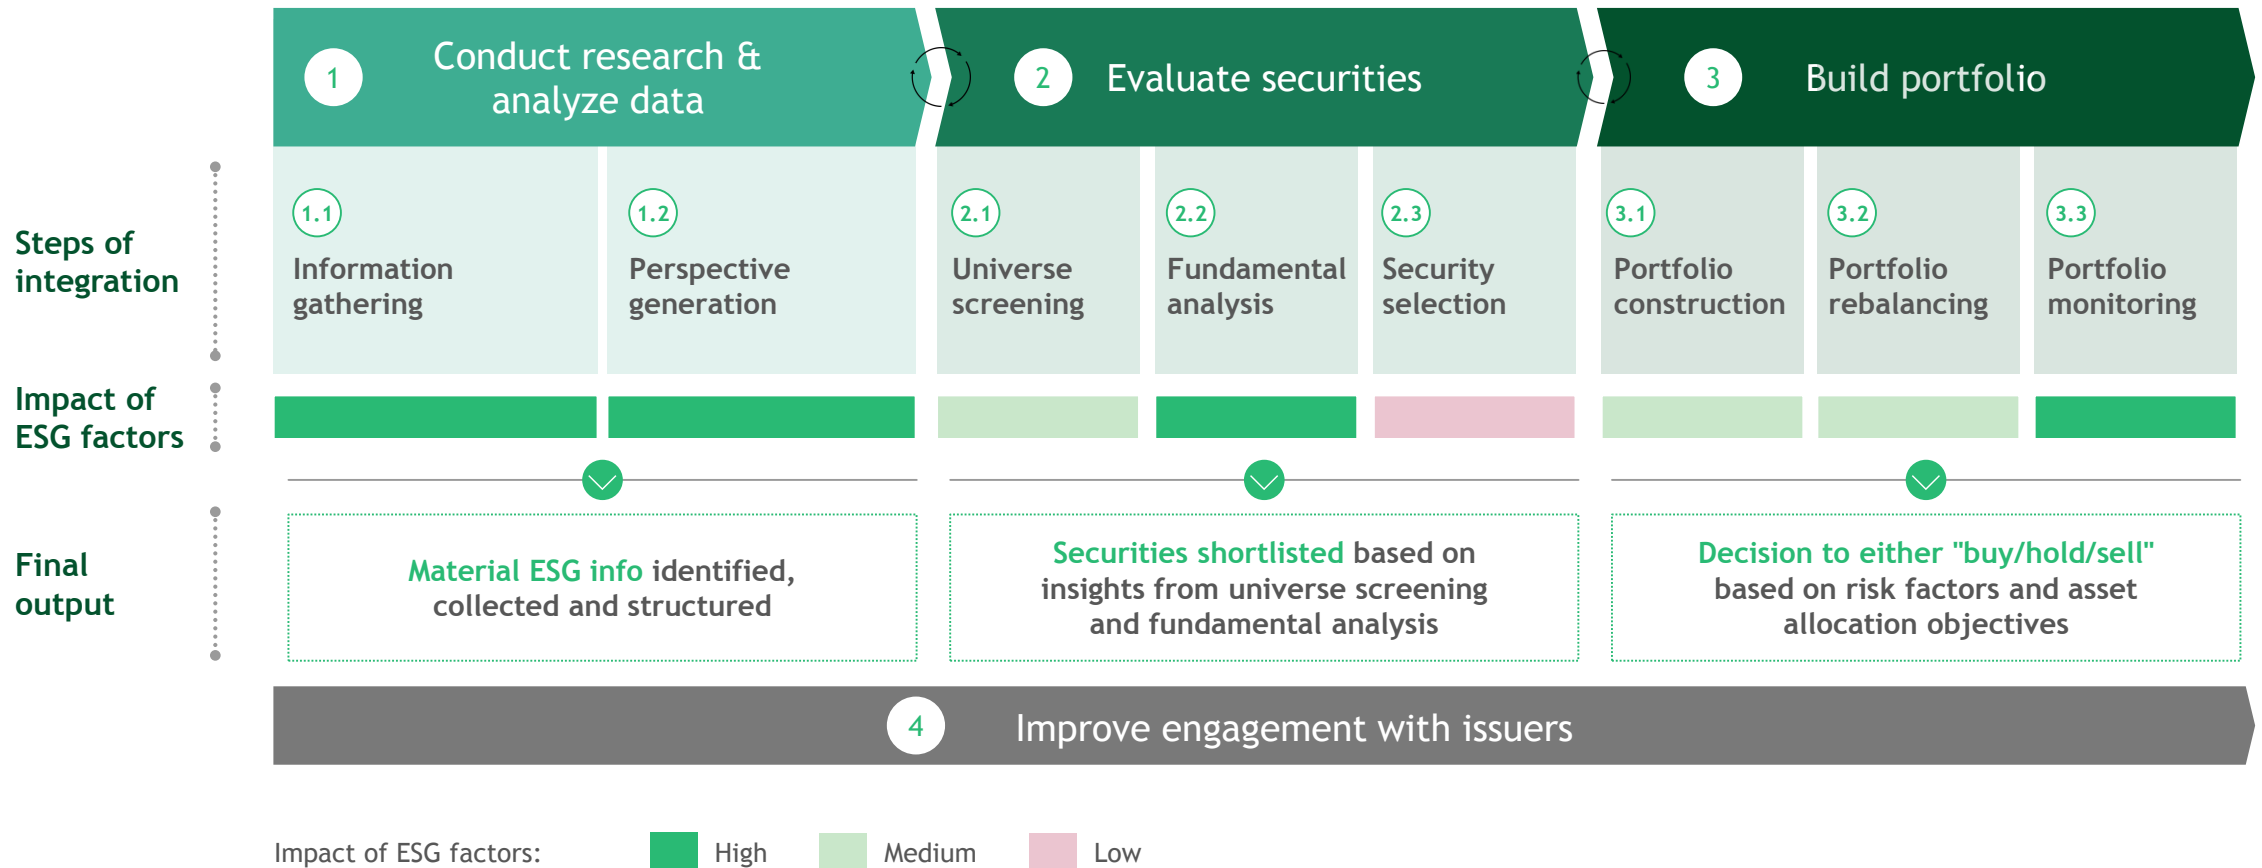 1
Conduct research &
analyze data
2
Evaluate securities
3
Build portfolio
Steps of
integration
1.1
Information
gathering
1.2
Perspective
generation
2.1
Universe
screening
2.2
Fundamental
analysis
2.3
Security
selection
3.1
Portfolio
construction
3.2
Portfolio
rebalancing
3.3
Portfolio
monitoring
Impact of
ESG factors
Final
output
Material ESG info identified,
collected and structured
Securities shortlisted based on
insights from universe screening
and fundamental analysis
Decision to either "buy/hold/sell"
based on risk factors and asset
allocation objectives
4
Improve engagement with issuers
Impact of ESG factors:
High
Medium
Low